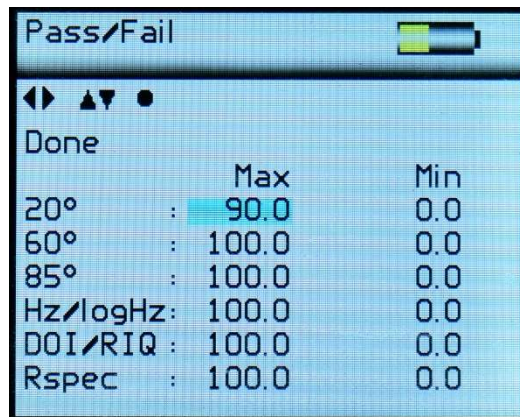 Pass/Fail
Done
Max Min
20° : 90.0 0.0
60° : 100.0 0.0
85° : 100.0 0.0
Hz/logHz: 100.0 0.0
DOI/RIQ : 100.0 0.0
Rspec : 100.0 0.0